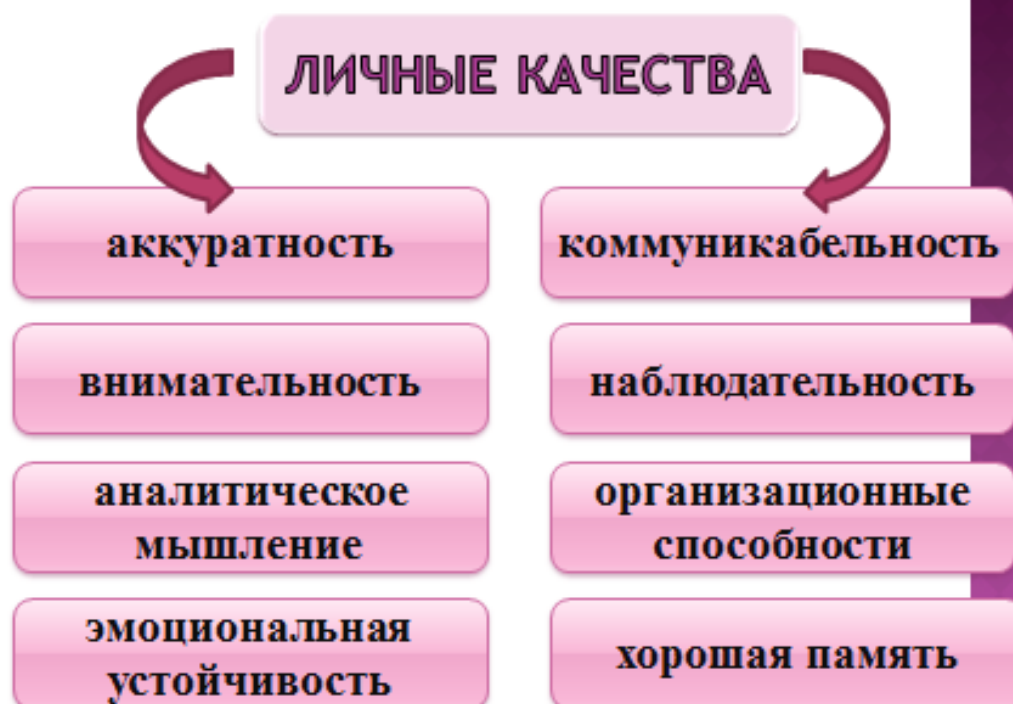 ЛИЧНЫЕ КАЧЕСТВА
аккуратность
коммуникабельность
внимательность
наблюдательность
аналитическое
мышление
организационные
способности
эмоциональная
устойчивость
хорошая память